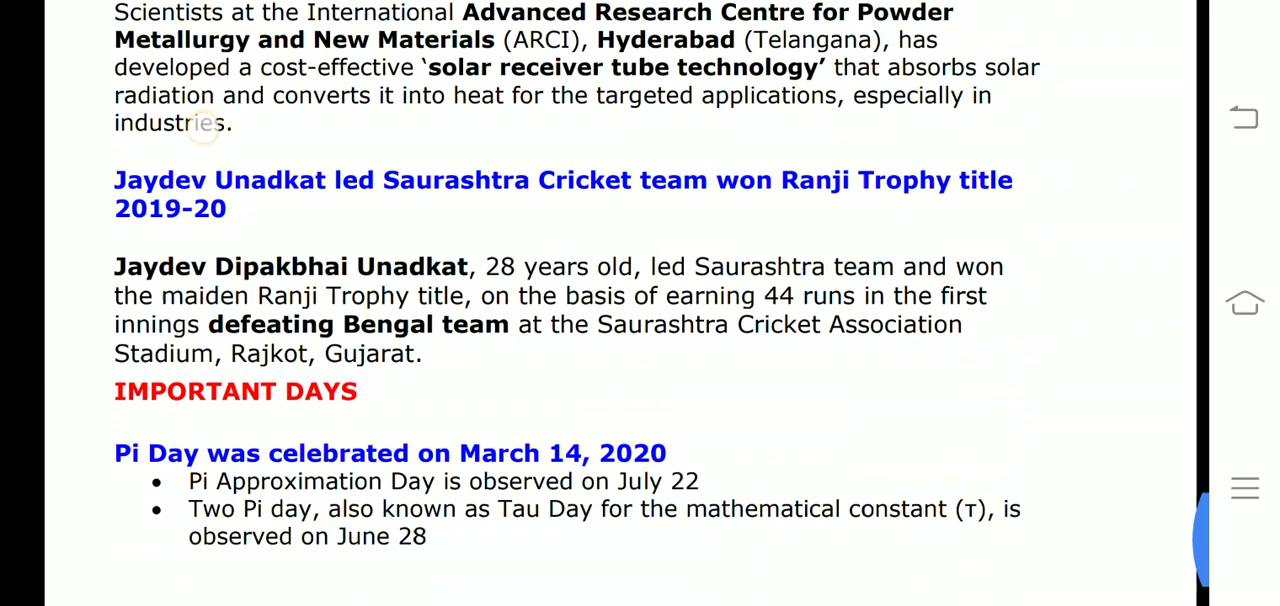 Scientists at the International Advanced Research Centre for Powder
Metallurgy and New Materials (ARCI), Hyderabad (Telangana), has
developed a cost-effective ‘solar receiver tube technology’ that absorbs solar
radiation and converts it into heat for the targeted applications, especially in
industries.
Jaydev Unadkat led Saurashtra Cricket team won Ranji Trophy title
2019-20
Jaydev Dipakbhai Unadkat, 28 years old, led Saurashtra team and won
the maiden Ranji Trophy title, on the basis of earning 44 runs in the first
innings defeating Bengal team at the Saurashtra Cricket Association
Stadium, Rajkot, Gujarat.
IMPORTANT DAYS
Pi Day was celebrated on March 14, 2020
• Pi Approximation Day is observed on July 22
• Two Pi day, also known as Tau Day for the mathematical constant (τ), is
observed on June 28